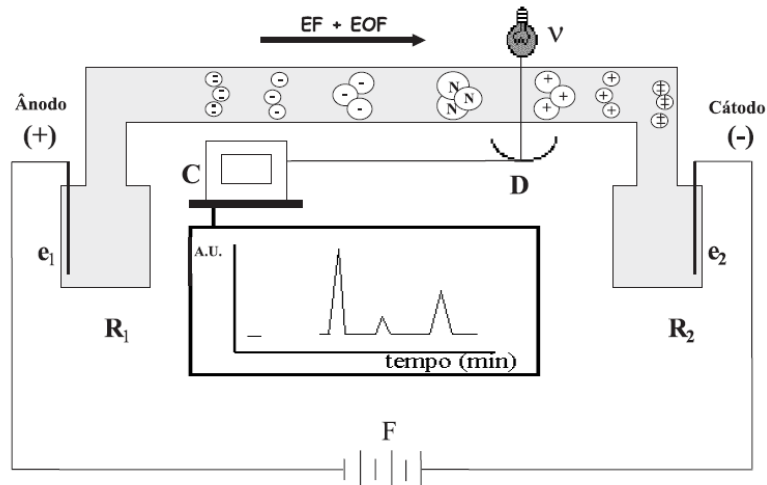 EF + EOF
ν
Ânodo
(+)
Cátodo
(-)
= = =
- - -
- - -
N N N
+ + +
+ + +
‡ ‡ ‡
C
D
e1
e2
A.U.
R1
R2
tempo (min)
F